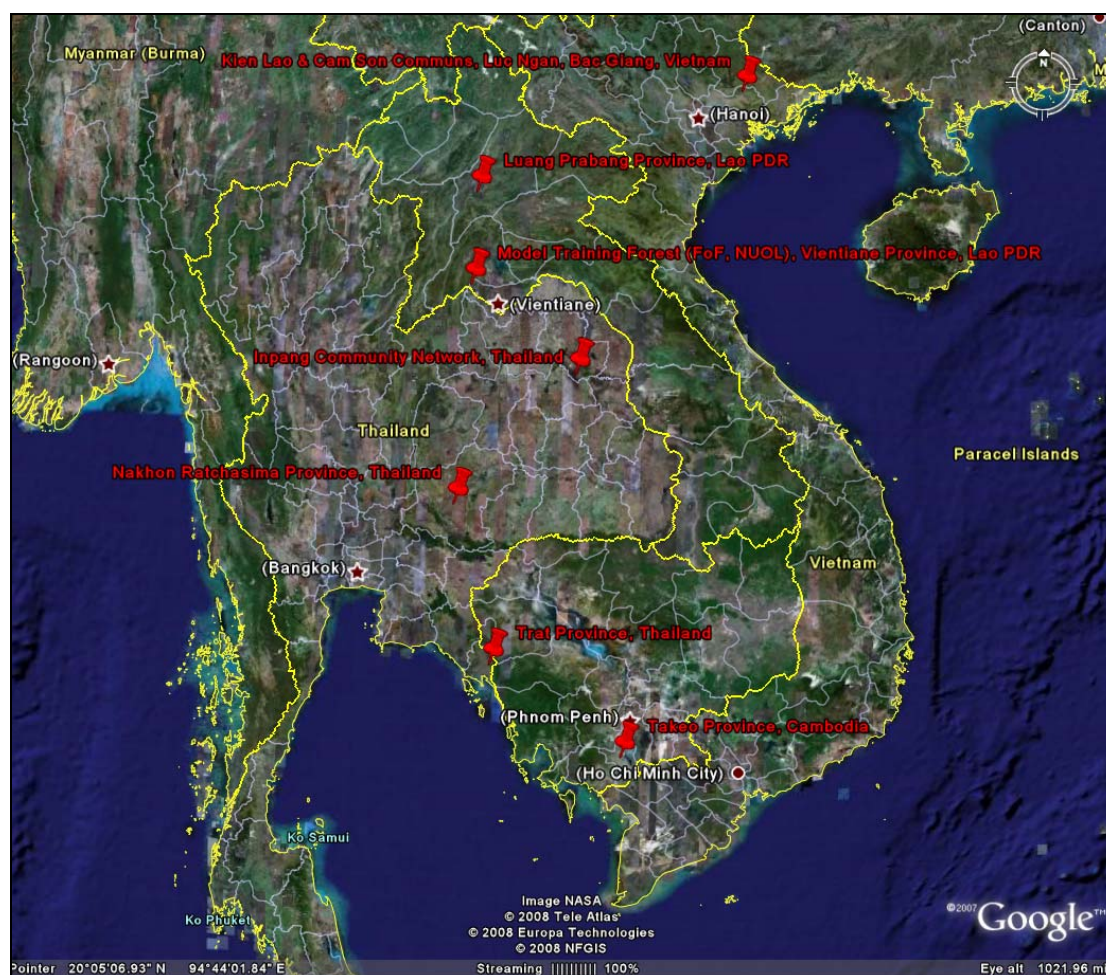 (Canton)
Myanmar (Burma)
Kien Lao & Cam Son Communs, Luc Ngan, Bac Giang, Vietnam
N
M
(Hanoi)
Luang Prabang Province, Lao PDR
Model Training Forest (FoF, NUOL), Vientiane Province, Lao PDR
(Vientiane)
(Rangoon)
Inpang Community Network, Thailand
Thailand
Paracel Islands
Nakhon Ratchasima Province, Thailand
(Bangkok)
Vietnam
Trat Province, Thailand
(Phnom Penh)
Takeo Province, Cambodia
(Ho Chi Minh City)
Ko Samui
Ko Phuket
Image NASA
© 2008 Tele Atlas
© 2008 Europa Technologies
© 2008 NFGIS
©2007 Google™
Pointer 20°05'06.93" N 94°44'01.84" E Streaming |||||||||| 100% Eye alt 1021.96 mi